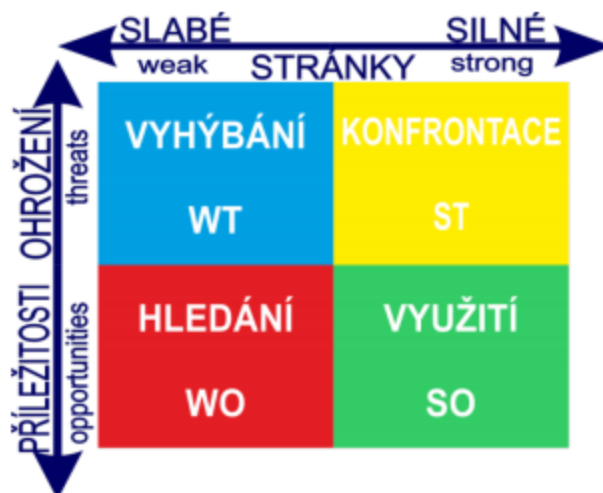 SLABÉ SILNÉ
weak STRÁNKY strong
OHROŽENÍ
threats
VYHÝBÁNÍ KONFRONTACE
WT ST
PŘÍLEŽITOSTI
opportunities
HLEDÁNÍ VYUŽITÍ
WO SO